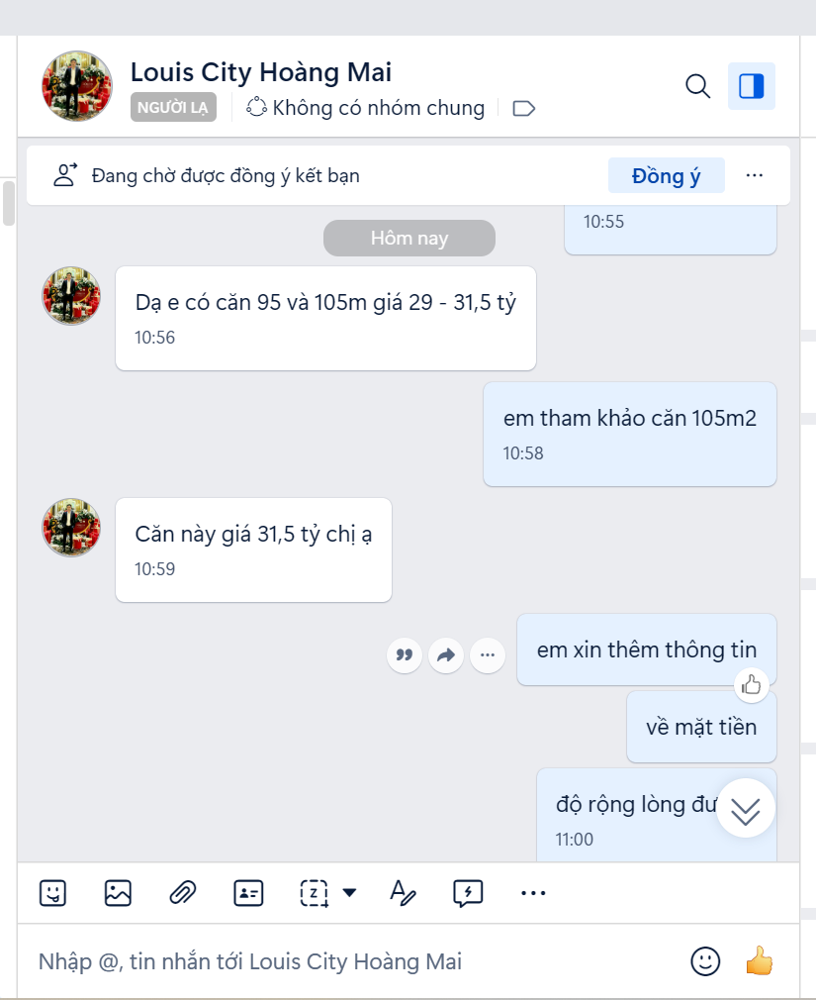 Louis City Hoàng Mai
NGƯỜI LẠ
Không có nhóm chung
Đang chờ được đồng ý kết bạn
Đồng ý
10:55
Hôm nay
Dạ e có căn 95 và 105m giá 29 - 31,5 tỷ
10:56
em tham khảo căn 105m2
10:58
Căn này giá 31,5 tỷ chị ạ
10:59
em xin thêm thông tin
về mặt tiền
độ rộng lòng
11:00
Nhập @, tin nhắn tới Louis City Hoàng Mai